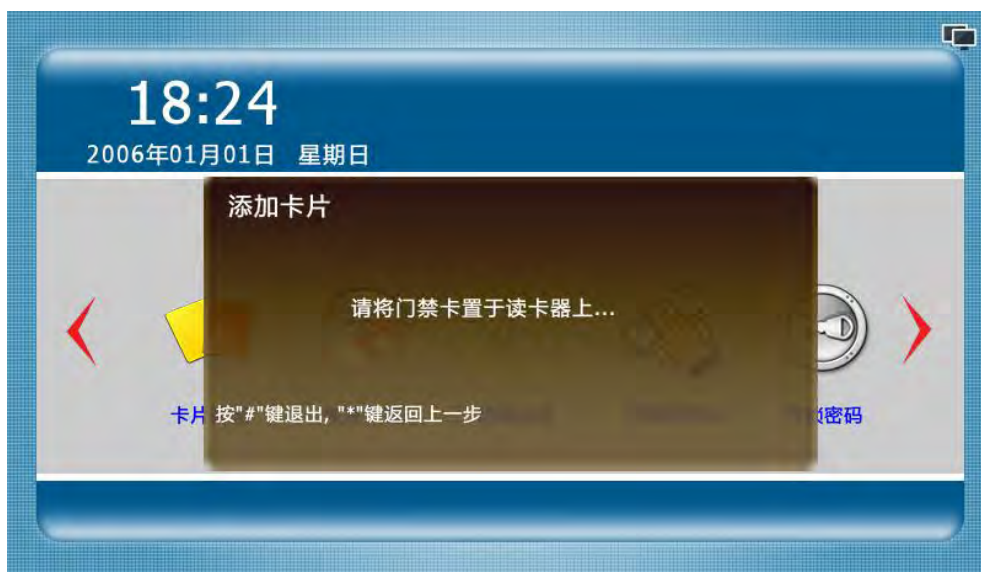 18:24
2006年01月01日 星期日
添加卡片
请将门禁卡置于读卡器上...
卡片
按"#"键退出, "*"键返回上一步
密码